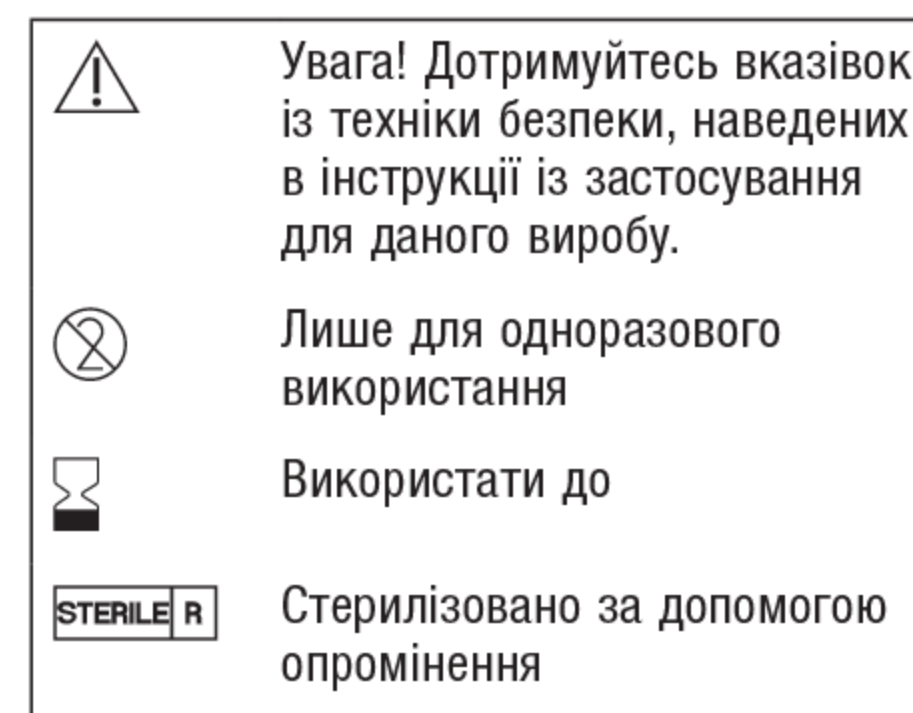 Увага! Дотримуйтесь вказівок
із техніки безпеки, наведених
в інструкції із застосування
для даного виробу.
2
Лише для одноразового
використання
Використати до
STERILE R
Стерилізовано за допомогою
опромінення